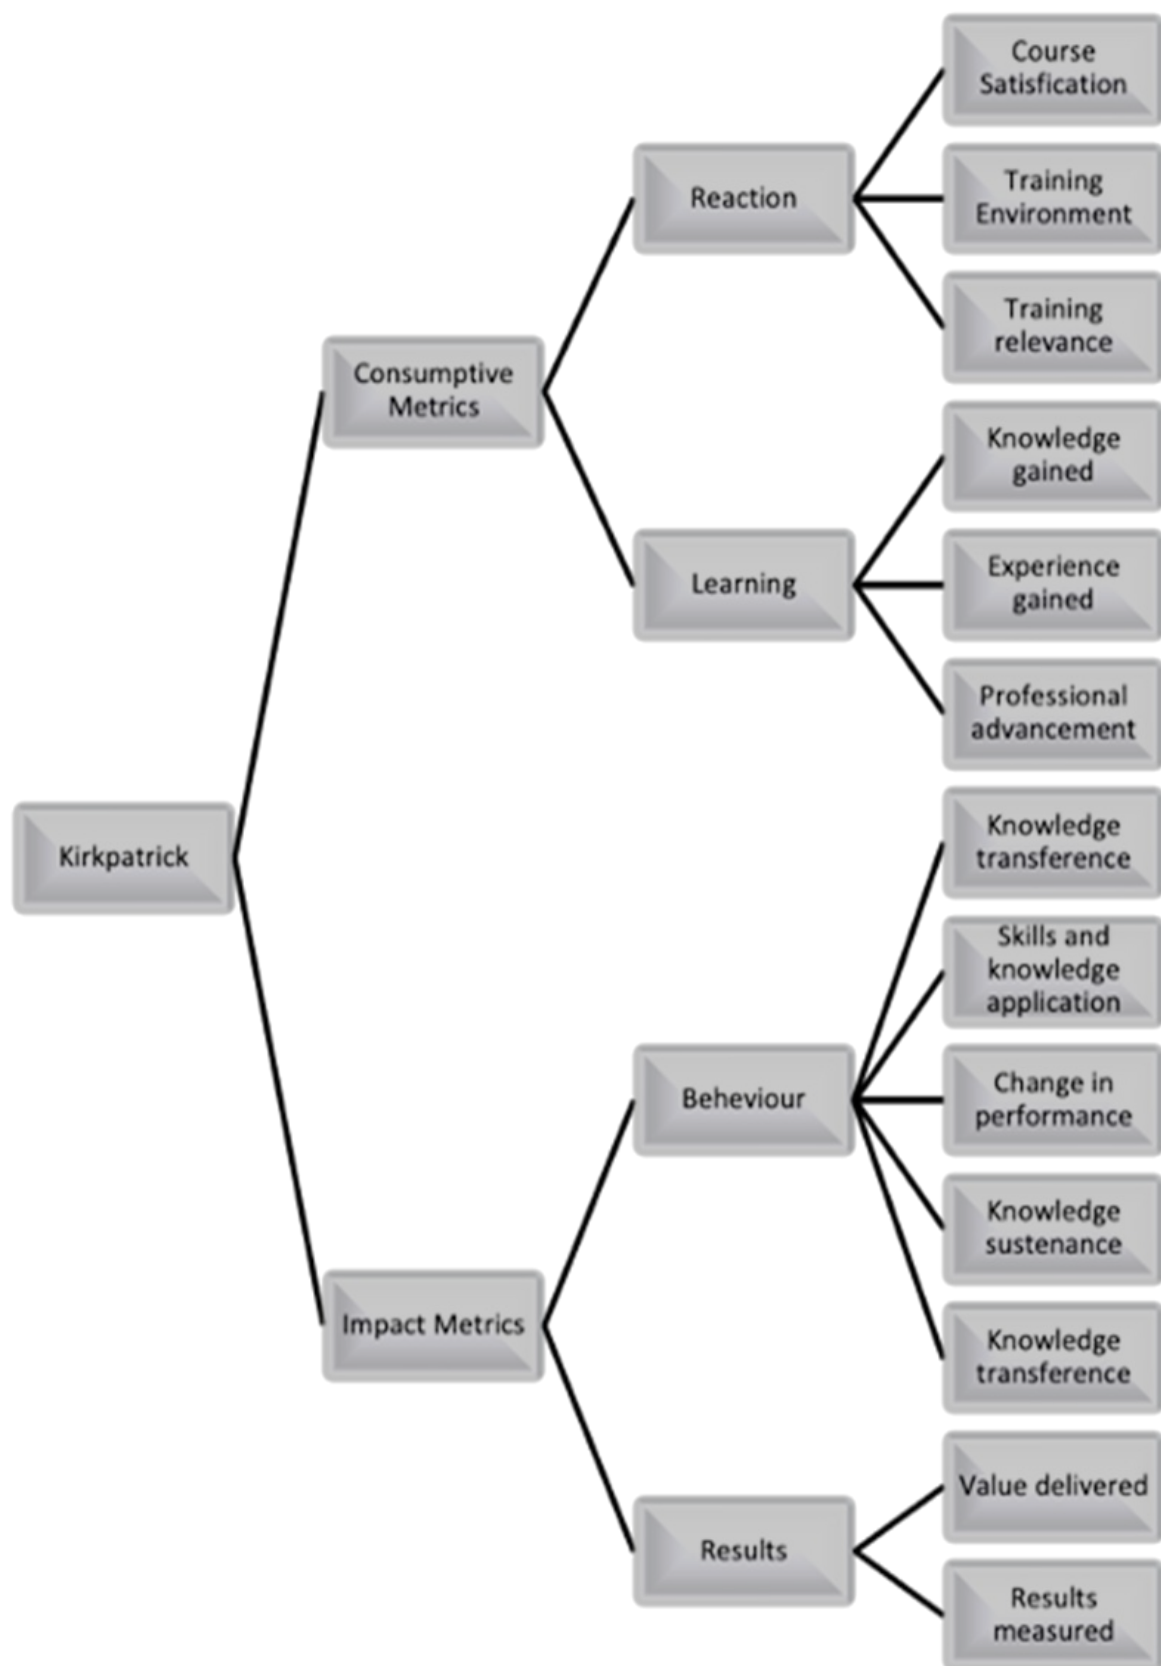 Course
Satisfication
Training
Environment
Reaction
Training
relevance
Consumptive
Metrics
Knowledge
gained
Experience
gained
Learning
Professional
advancement
Kirkpatrick
Knowledge
transference
Skills and
knowledge
application
Change in
performance
Beheviour
Knowledge
sustenance
Knowledge
transference
Impact Metrics
Value delivered
Results
Results
measured